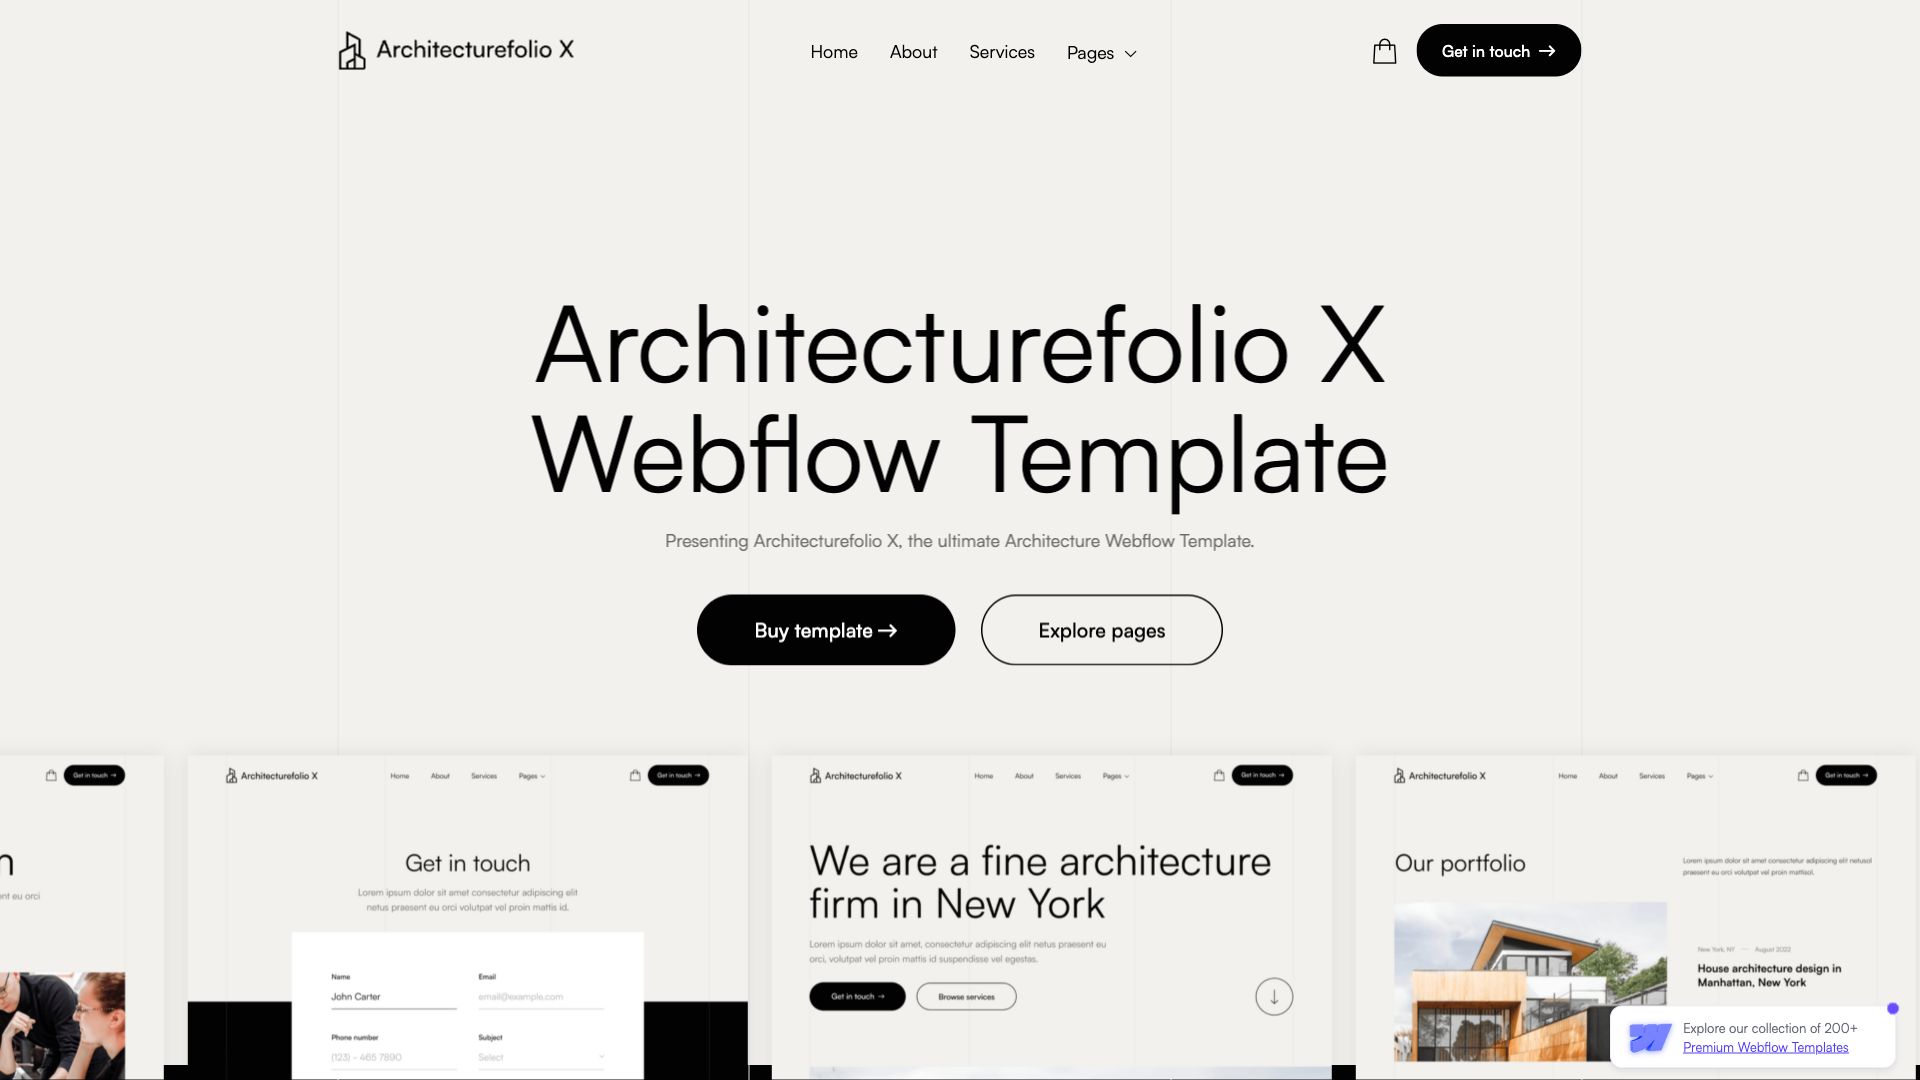 Architecturefolio X
Home About Services Pages
Get in touch →
Architecturefolio X
Webflow Template
Presenting Architecturefolio X, the ultimate Architecture Webflow Template.
Buy template →
Explore pages
Get in touch →
ent eu orci
Architecturefolio X
Home About Services Pages
Get in touch →
Get in touch
Lorem ipsum dolor sit amet consectetur adipiscing elit
netus praesent eu orci volutpat vel proin mattis id.
Name
Email
John Carter
email@example.com
Phone number
Subject
(123) - 465 7890
Select
Architecturefolio X
Home About Services Pages
Get in touch →
We are a fine architecture
firm in New York
Lorem ipsum dolor sit amet, consectetur adipiscing elit netus praesent eu
orci, volutpat vel proin mattis id suspendisse vel egestas.
Get in touch →
Browse services
Architecturefolio X
Home About Services Pages
Get in touch →
Our portfolio
Lorem ipsum dolor sit amet consectetur adipiscing elit netusol
praesent eu orci volutpat vel proin mattisol.
New York, NY — August 2022
House architecture design in
Manhattan, New York
Explore our collection of 200+
Premium Webflow Templates